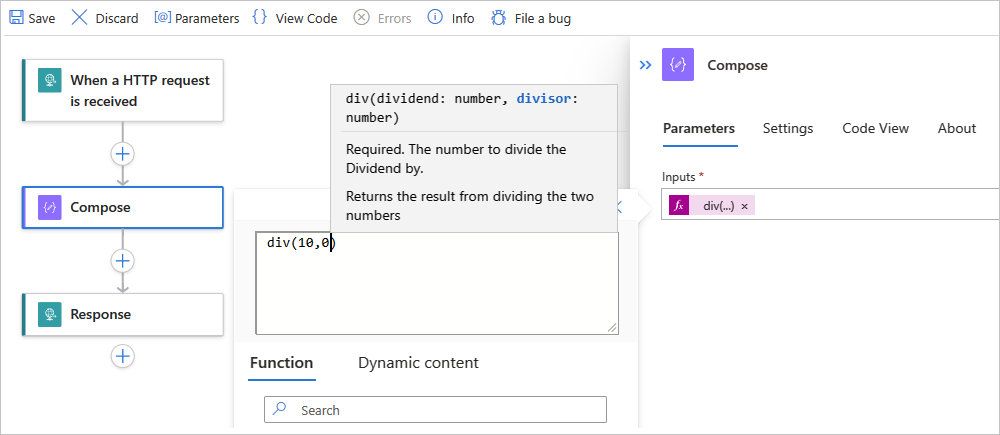 Save
Discard
[@] Parameters
{} View Code
Errors
Info
File a bug
When a HTTP request
is received
Compose
Response
div(dividend: number, divisor:
number)
Required. The number to divide the
Dividend by.
Returns the result from dividing the two
numbers
div(10,0)
Function
Dynamic content
Search
Compose
Parameters
Settings
Code View
About
Inputs *
fx div(...) ×